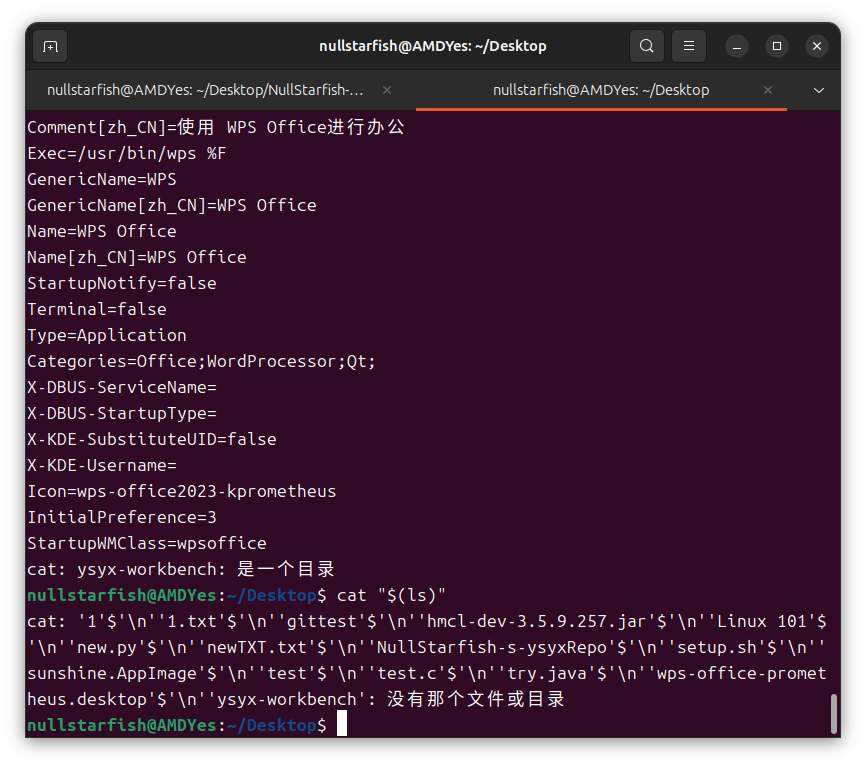 nullstarfish@AMDYes: ~/Desktop
nullstarfish@AMDYes: ~/Desktop/NullStarfish-...
nullstarfish@AMDYes: ~/Desktop
Comment[zh_CN]=使用 WPS Office进行办公
Exec=/usr/bin/wps %F
GenericName=WPS
GenericName[zh_CN]=WPS Office
Name=WPS Office
Name[zh_CN]=WPS Office
StartupNotify=false
Terminal=false
Type=Application
Categories=Office;WordProcessor;Qt;
X-DBUS-ServiceName=
X-DBUS-StartupType=
X-KDE-SubstituteUID=false
X-KDE-Username=
Icon=wps-office2023-kprometheus
InitialPreference=3
StartupWMClass=wpsoffice
cat: ysyx-workbench: 是一个目录
nullstarfish@AMDYes:~/Desktop$ cat "$(ls)"
cat: '1'$'\n''1.txt'$'\n''gittest'$'\n''hmcl-dev-3.5.9.257.jar'$'\n''Linux 101'$
'\n''new.py'$'\n''newTXT.txt'$'\n''NullStarfish-s-ysyxRepo'$'\n''setup.sh'$'\n''
sunshine.AppImage'$'\n''test'$'\n''test.c'$'\n''try.java'$'\n''wps-office-promet
heus.desktop'$'\n''ysyx-workbench': 没有那个文件或目录
nullstarfish@AMDYes:~/Desktop$